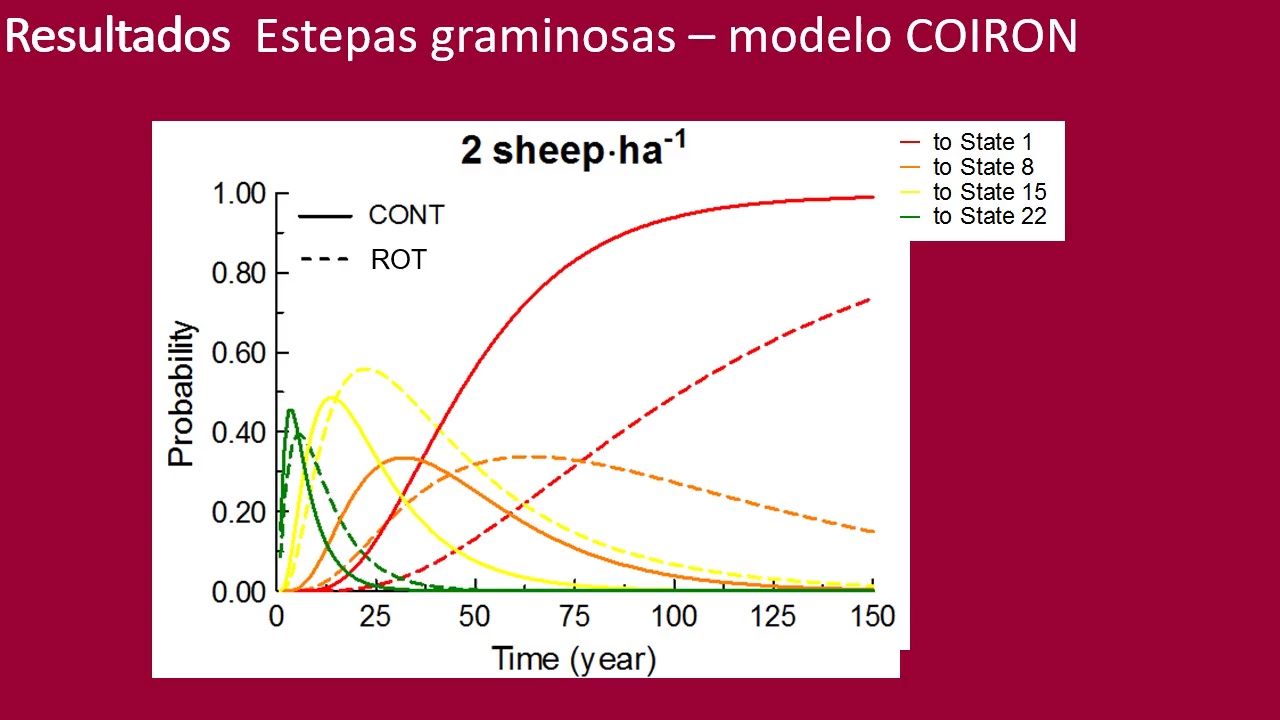 Resultados Estepas graminosas – modelo COIRON
2 sheep·ha⁻¹
to State 1
to State 8
to State 15
to State 22
CONT
ROT
Probability
1.00
0.80
0.60
0.40
0.20
0.00
0 25 50 75 100 125 150
Time (year)